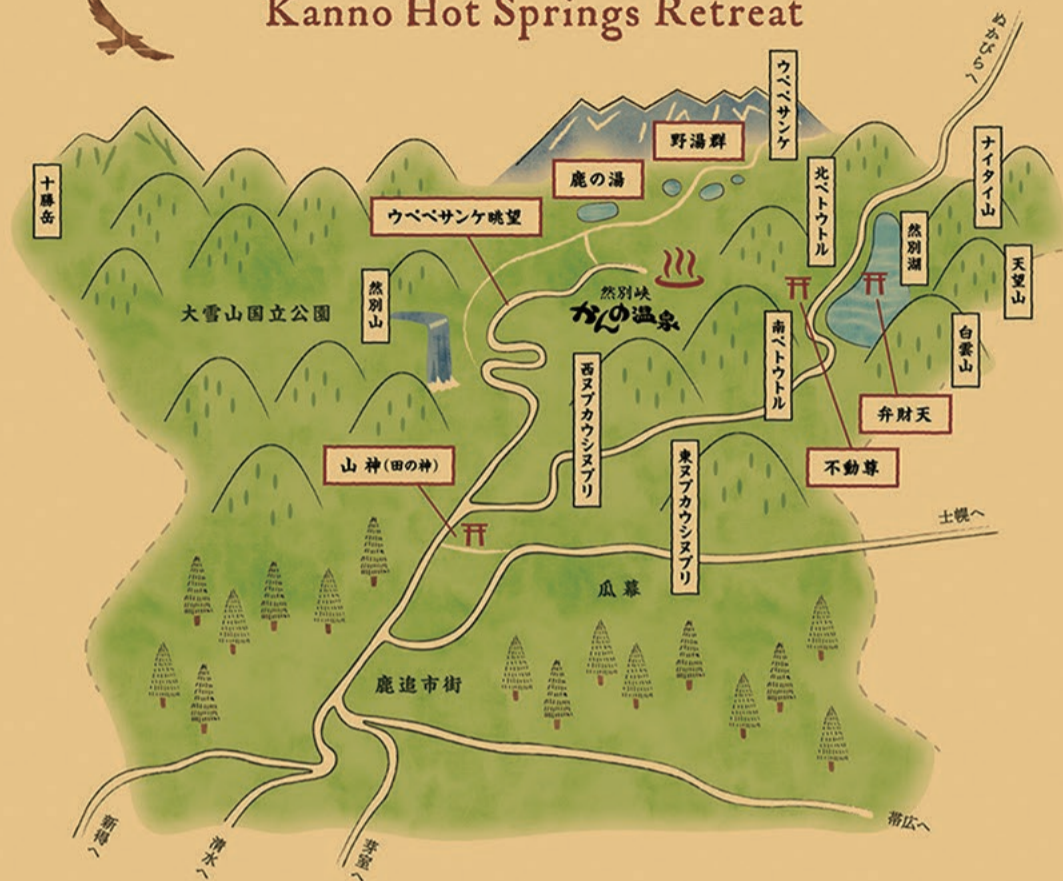 Kanno Hot Springs Retreat
ぬかびらへ
ウペペサンケ
野湯群
鹿の湯
ウペペサンケ眺望
十勝岳
北ペトウトル
ナイタイ山
然別湖
天望山
然別山
大雪山国立公園
然別峡
かんの温泉
南ペトウトル
白雲山
西ヌプカウシヌプリ
弁財天
山神(田の神)
不動尊
東ヌプカウシヌプリ
士幌へ
瓜幕
鹿追市街
新得へ
清水へ
芽室へ
帯広へ